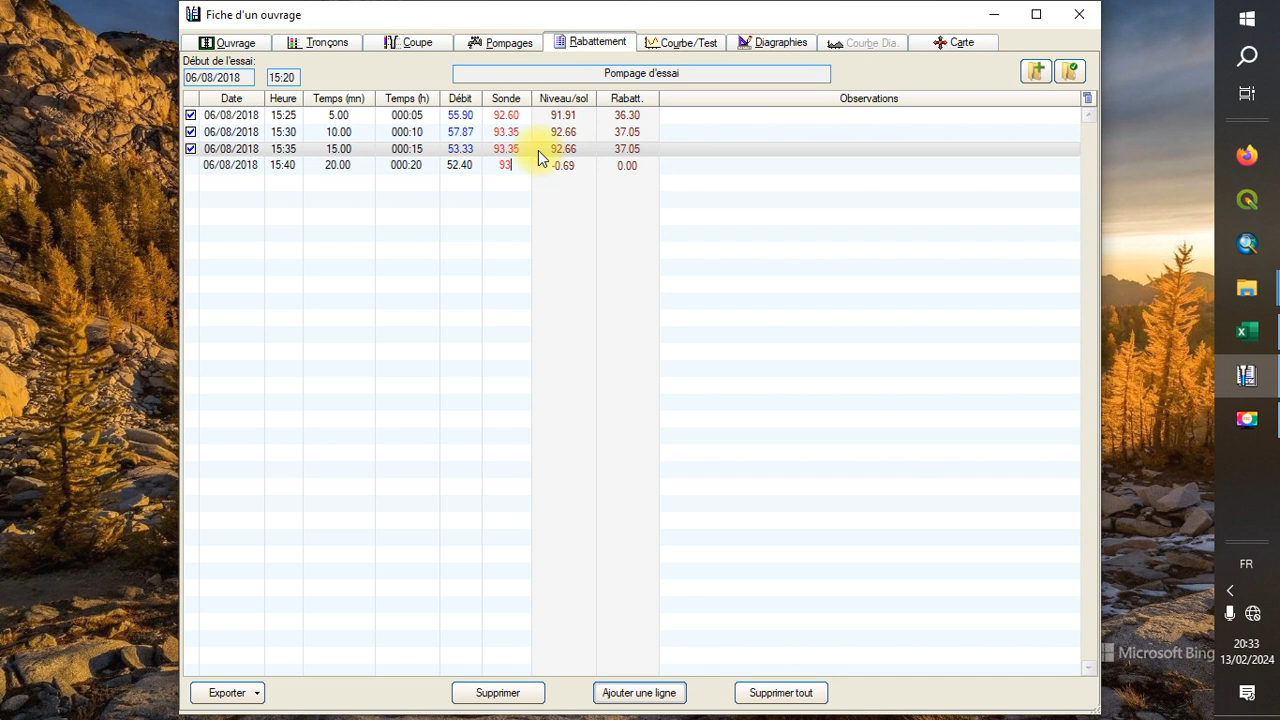 Fiche d'un ouvrage
Ouvrage Tronçons Coupe Pompages Rabattement Courbe/Test Diagraphies Courbe Dia. Carte
Début de l'essai:
06/08/2018 15:20 Pompage d'essai
Date Heure Temps (mn) Temps (h) Débit Sonde Niveau/sol Rabatt. Observations
06/08/2018 15:25 5.00 000:05 55.90 92.60 91.91 36.30
06/08/2018 15:30 10.00 000:10 57.87 93.35 92.66 37.05
06/08/2018 15:35 15.00 000:15 53.33 93.35 92.66 37.05
06/08/2018 15:40 20.00 000:20 52.40 93 -0.69 0.00
Exporter Supprimer Ajouter une ligne Supprimer tout
FR
Microsoft Bing
20:33
13/02/2024